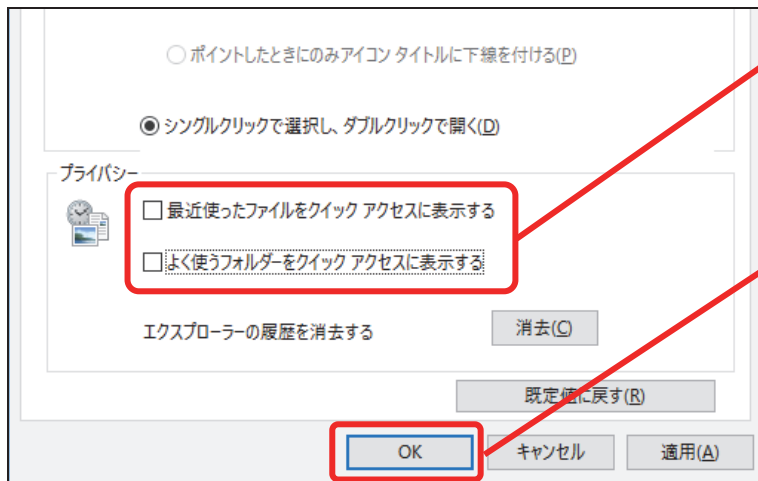 ポイントしたときにのみアイコン タイトルに下線を付ける(P)
シングルクリックで選択し、ダブルクリックで開く(D)
プライバシー
最近使ったファイルをクイック アクセスに表示する
よく使うフォルダーをクイック アクセスに表示する
エクスプローラーの履歴を消去する
消去(C)
既定値に戻す(R)
OK
キャンセル
適用(A)